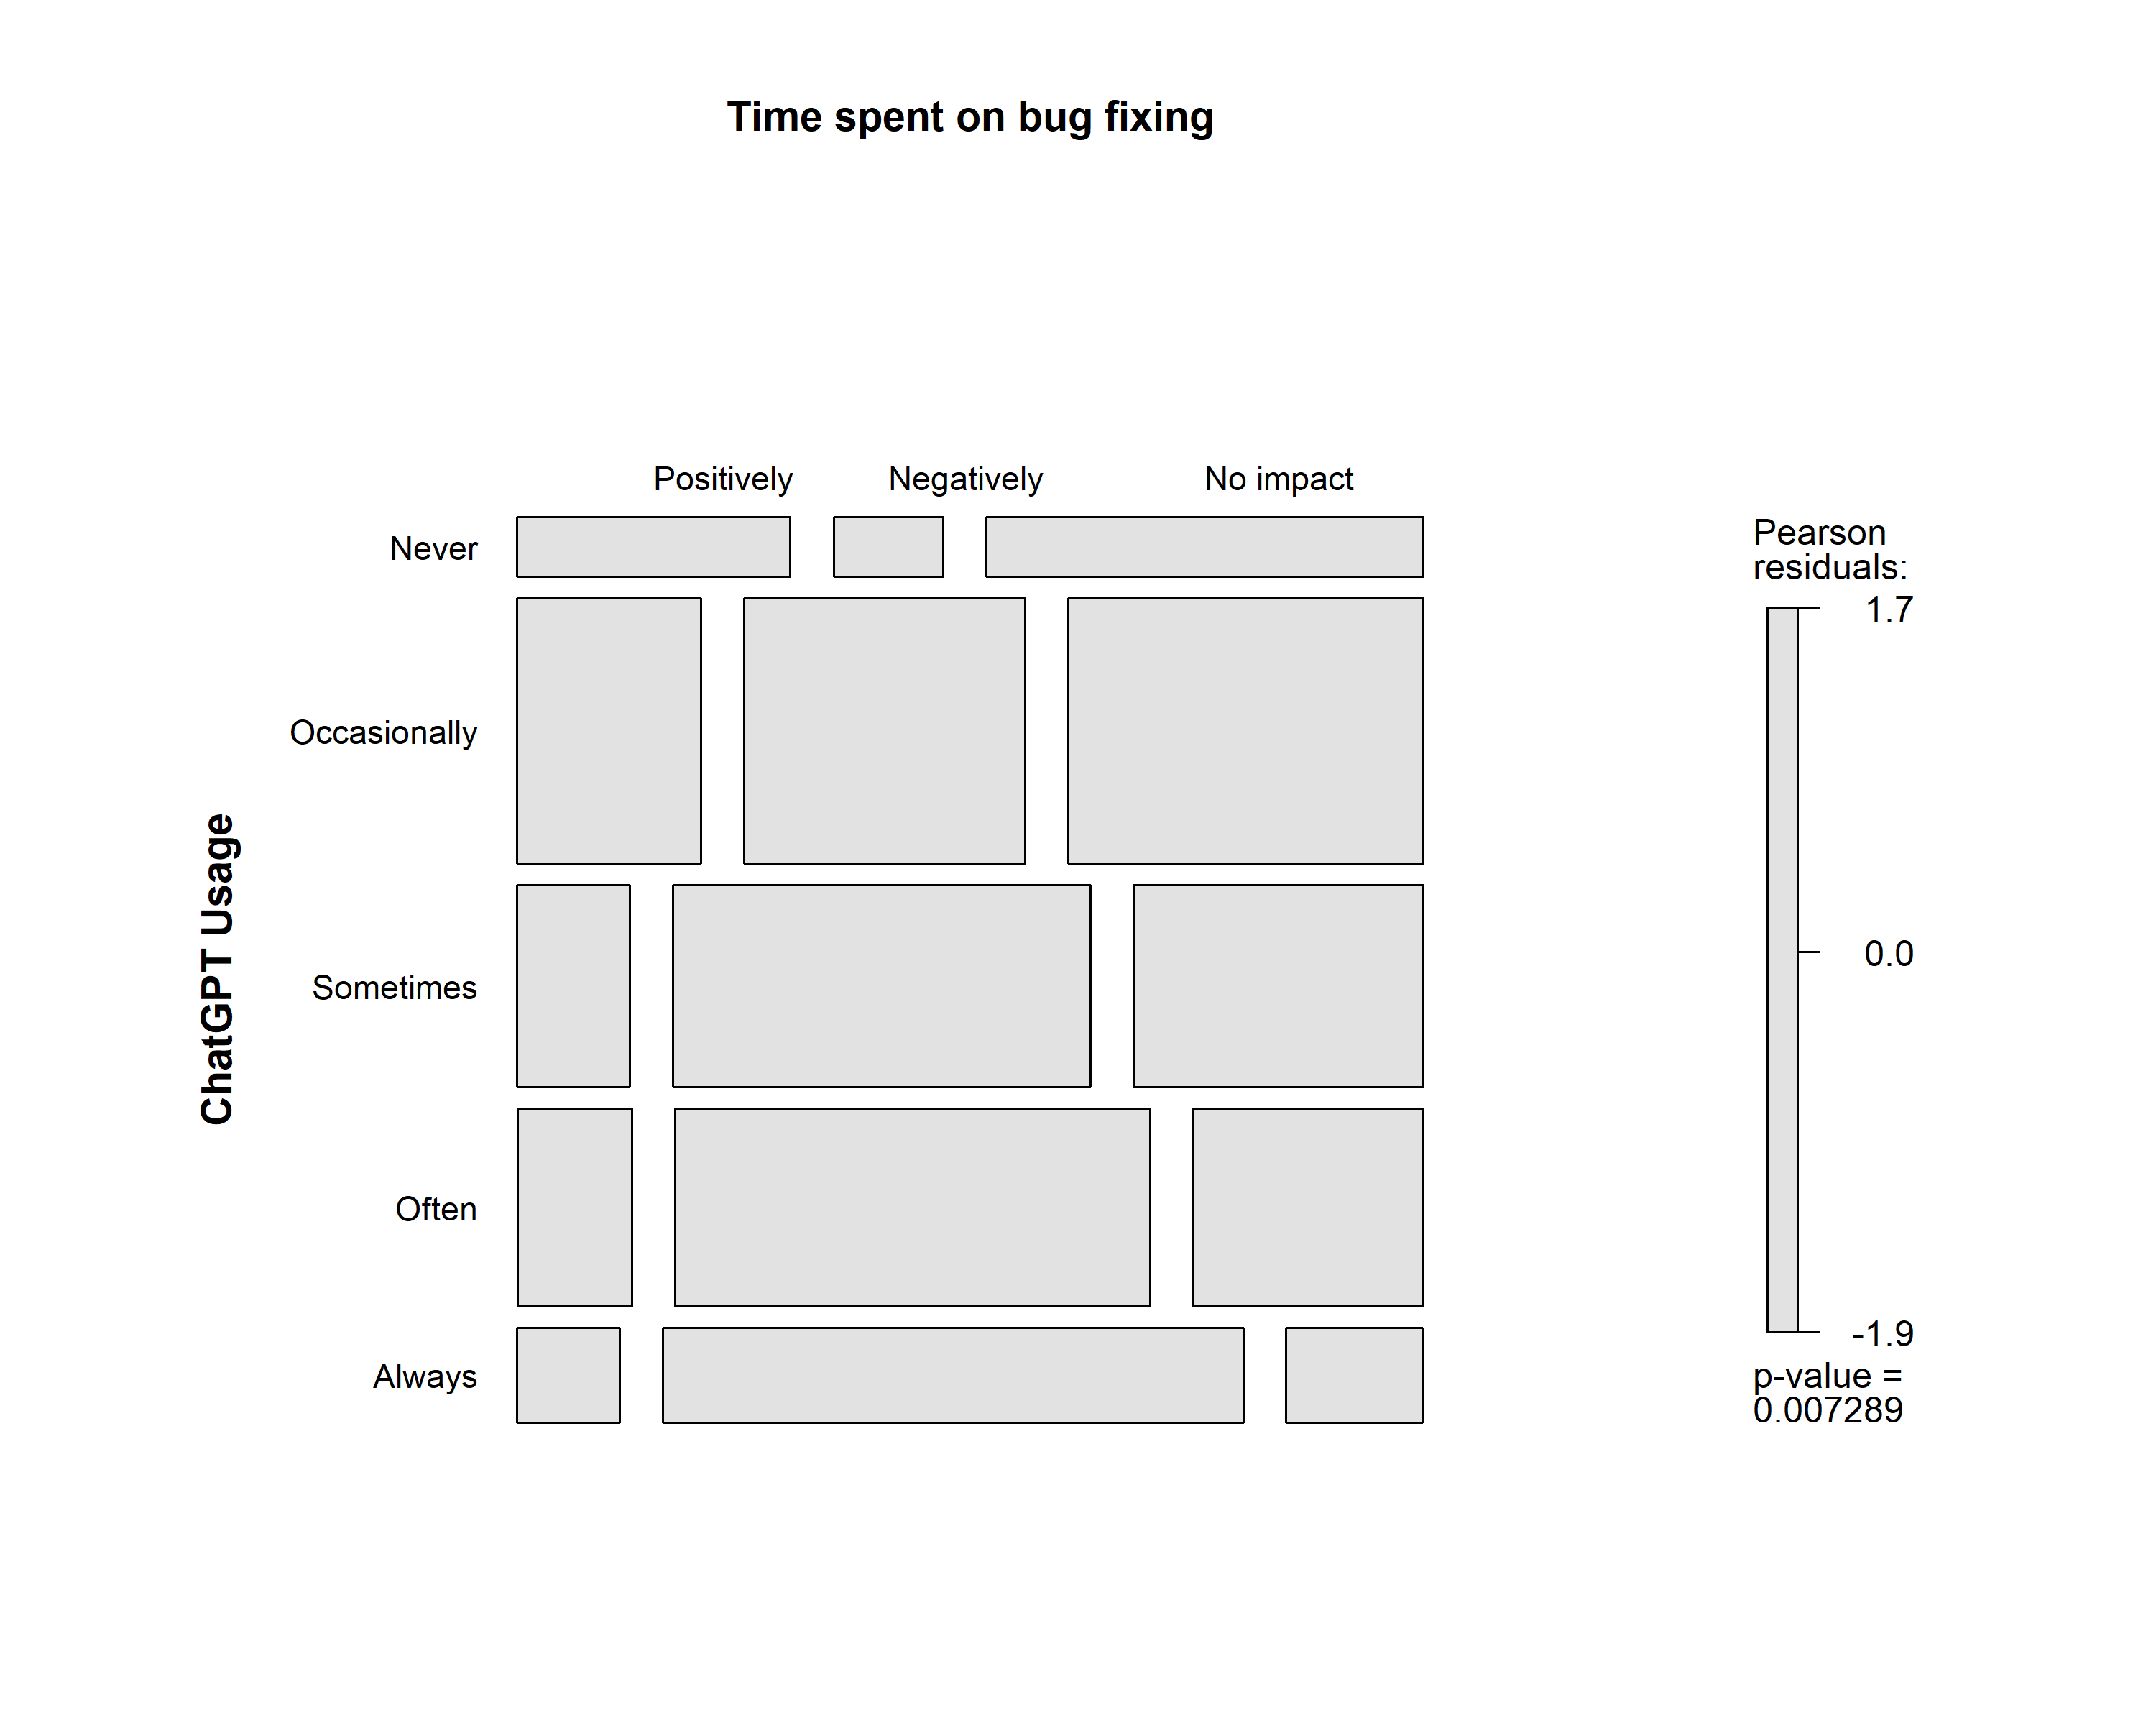 Time spent on bug fixing
Positively Negatively No impact
Never
Occasionally
Sometimes
Often
Always
ChatGPT Usage
Pearson
residuals:
1.7
0.0
-1.9
p-value =
0.007289